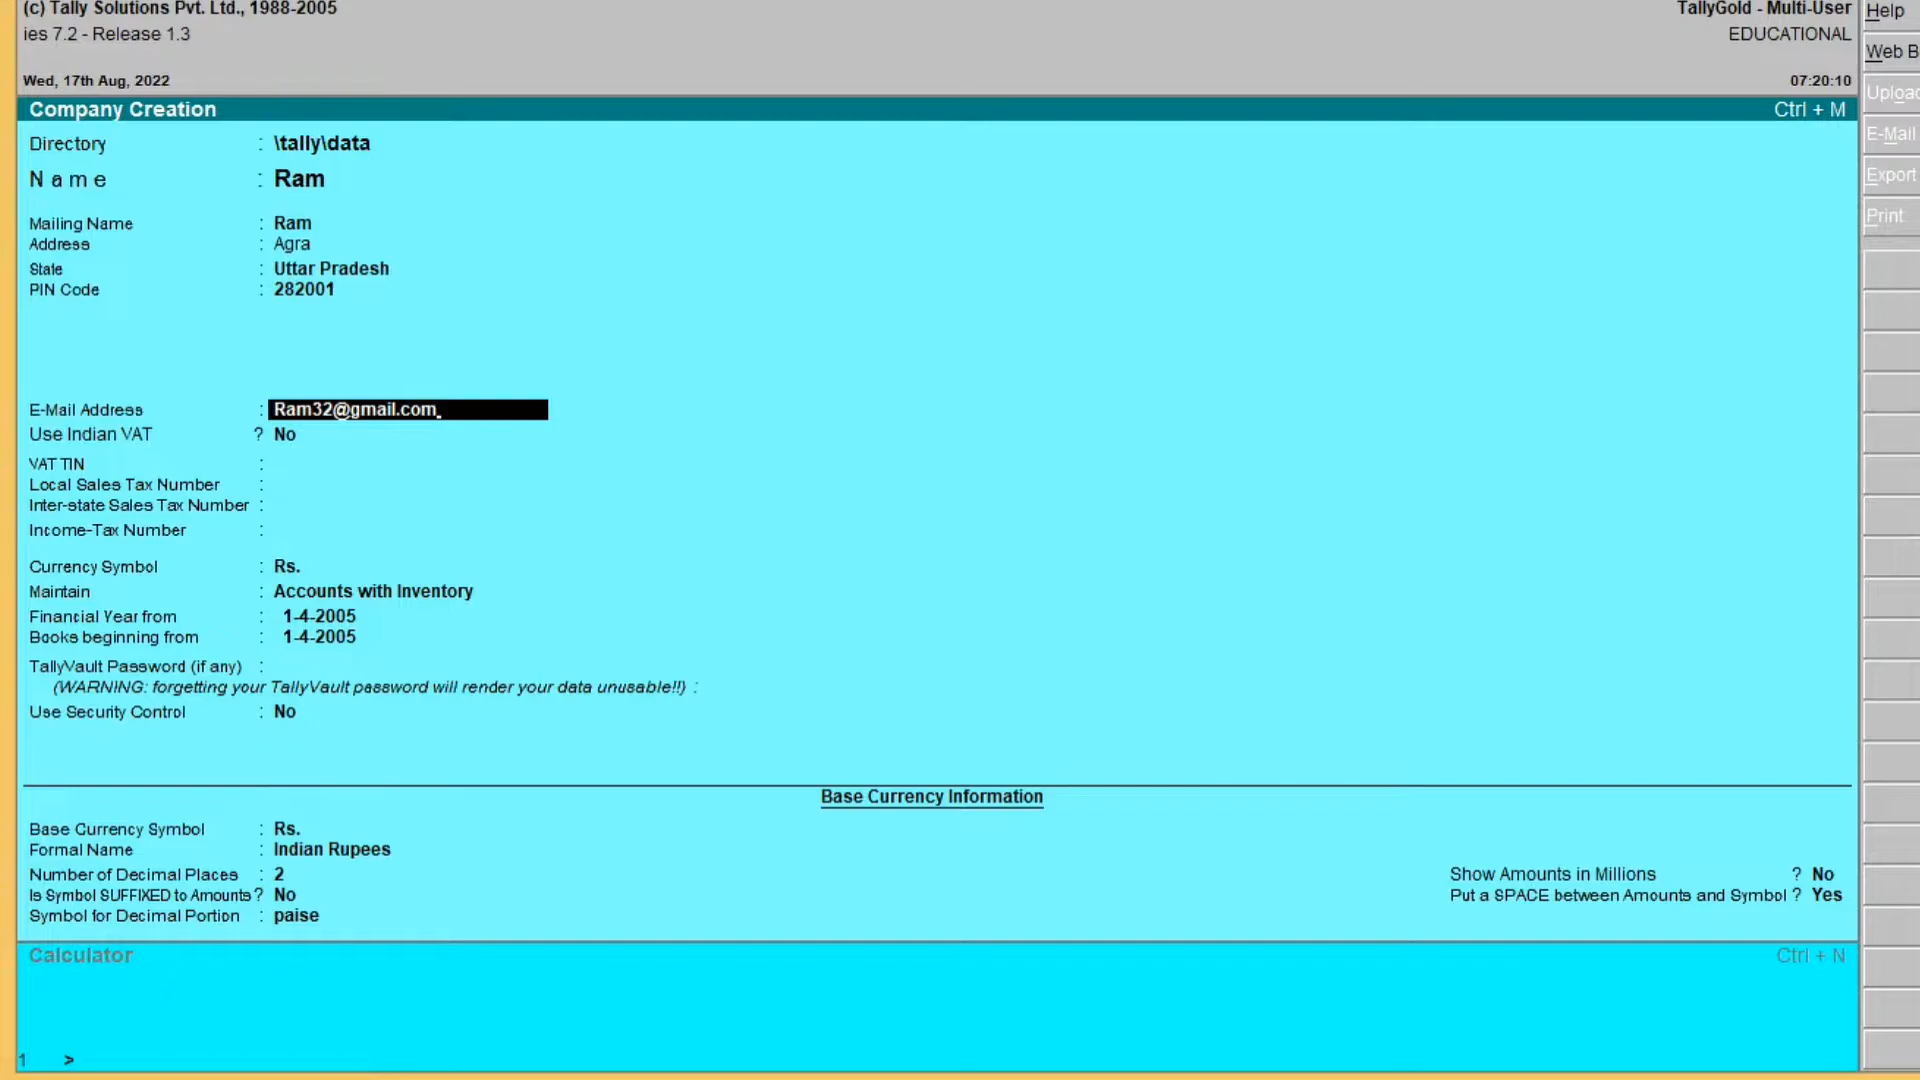 (c) Tally Solutions Pvt. Ltd., 1988-2005 TallyGold - Multi-User Help
ies 7.2 - Release 1.3 EDUCATIONAL
Web B
Wed, 17th Aug, 2022 07:20:10
Uploa
Company Creation Ctrl + M
E-Mail
Export
Print
Directory : \tally\data
Name : Ram
Mailing Name : Ram
Address : Agra
State : Uttar Pradesh
PIN Code : 282001
E-Mail Address : Ram32@gmail.com
Use Indian VAT ? No
VAT TIN :
Local Sales Tax Number :
Inter-state Sales Tax Number :
Income-Tax Number :
Currency Symbol : Rs.
Maintain : Accounts with Inventory
Financial Year from : 1-4-2005
Books beginning from : 1-4-2005
TallyVault Password (if any) :
(WARNING: forgetting your TallyVault password will render your data unusable!!) :
Use Security Control : No
Base Currency Information
Base Currency Symbol : Rs.
Formal Name : Indian Rupees
Number of Decimal Places : 2 Show Amounts in Millions ? No
Is Symbol SUFFIXED to Amounts ? No Put a SPACE between Amounts and Symbol ? Yes
Symbol for Decimal Portion : paise
Calculator Ctrl + N
1 >